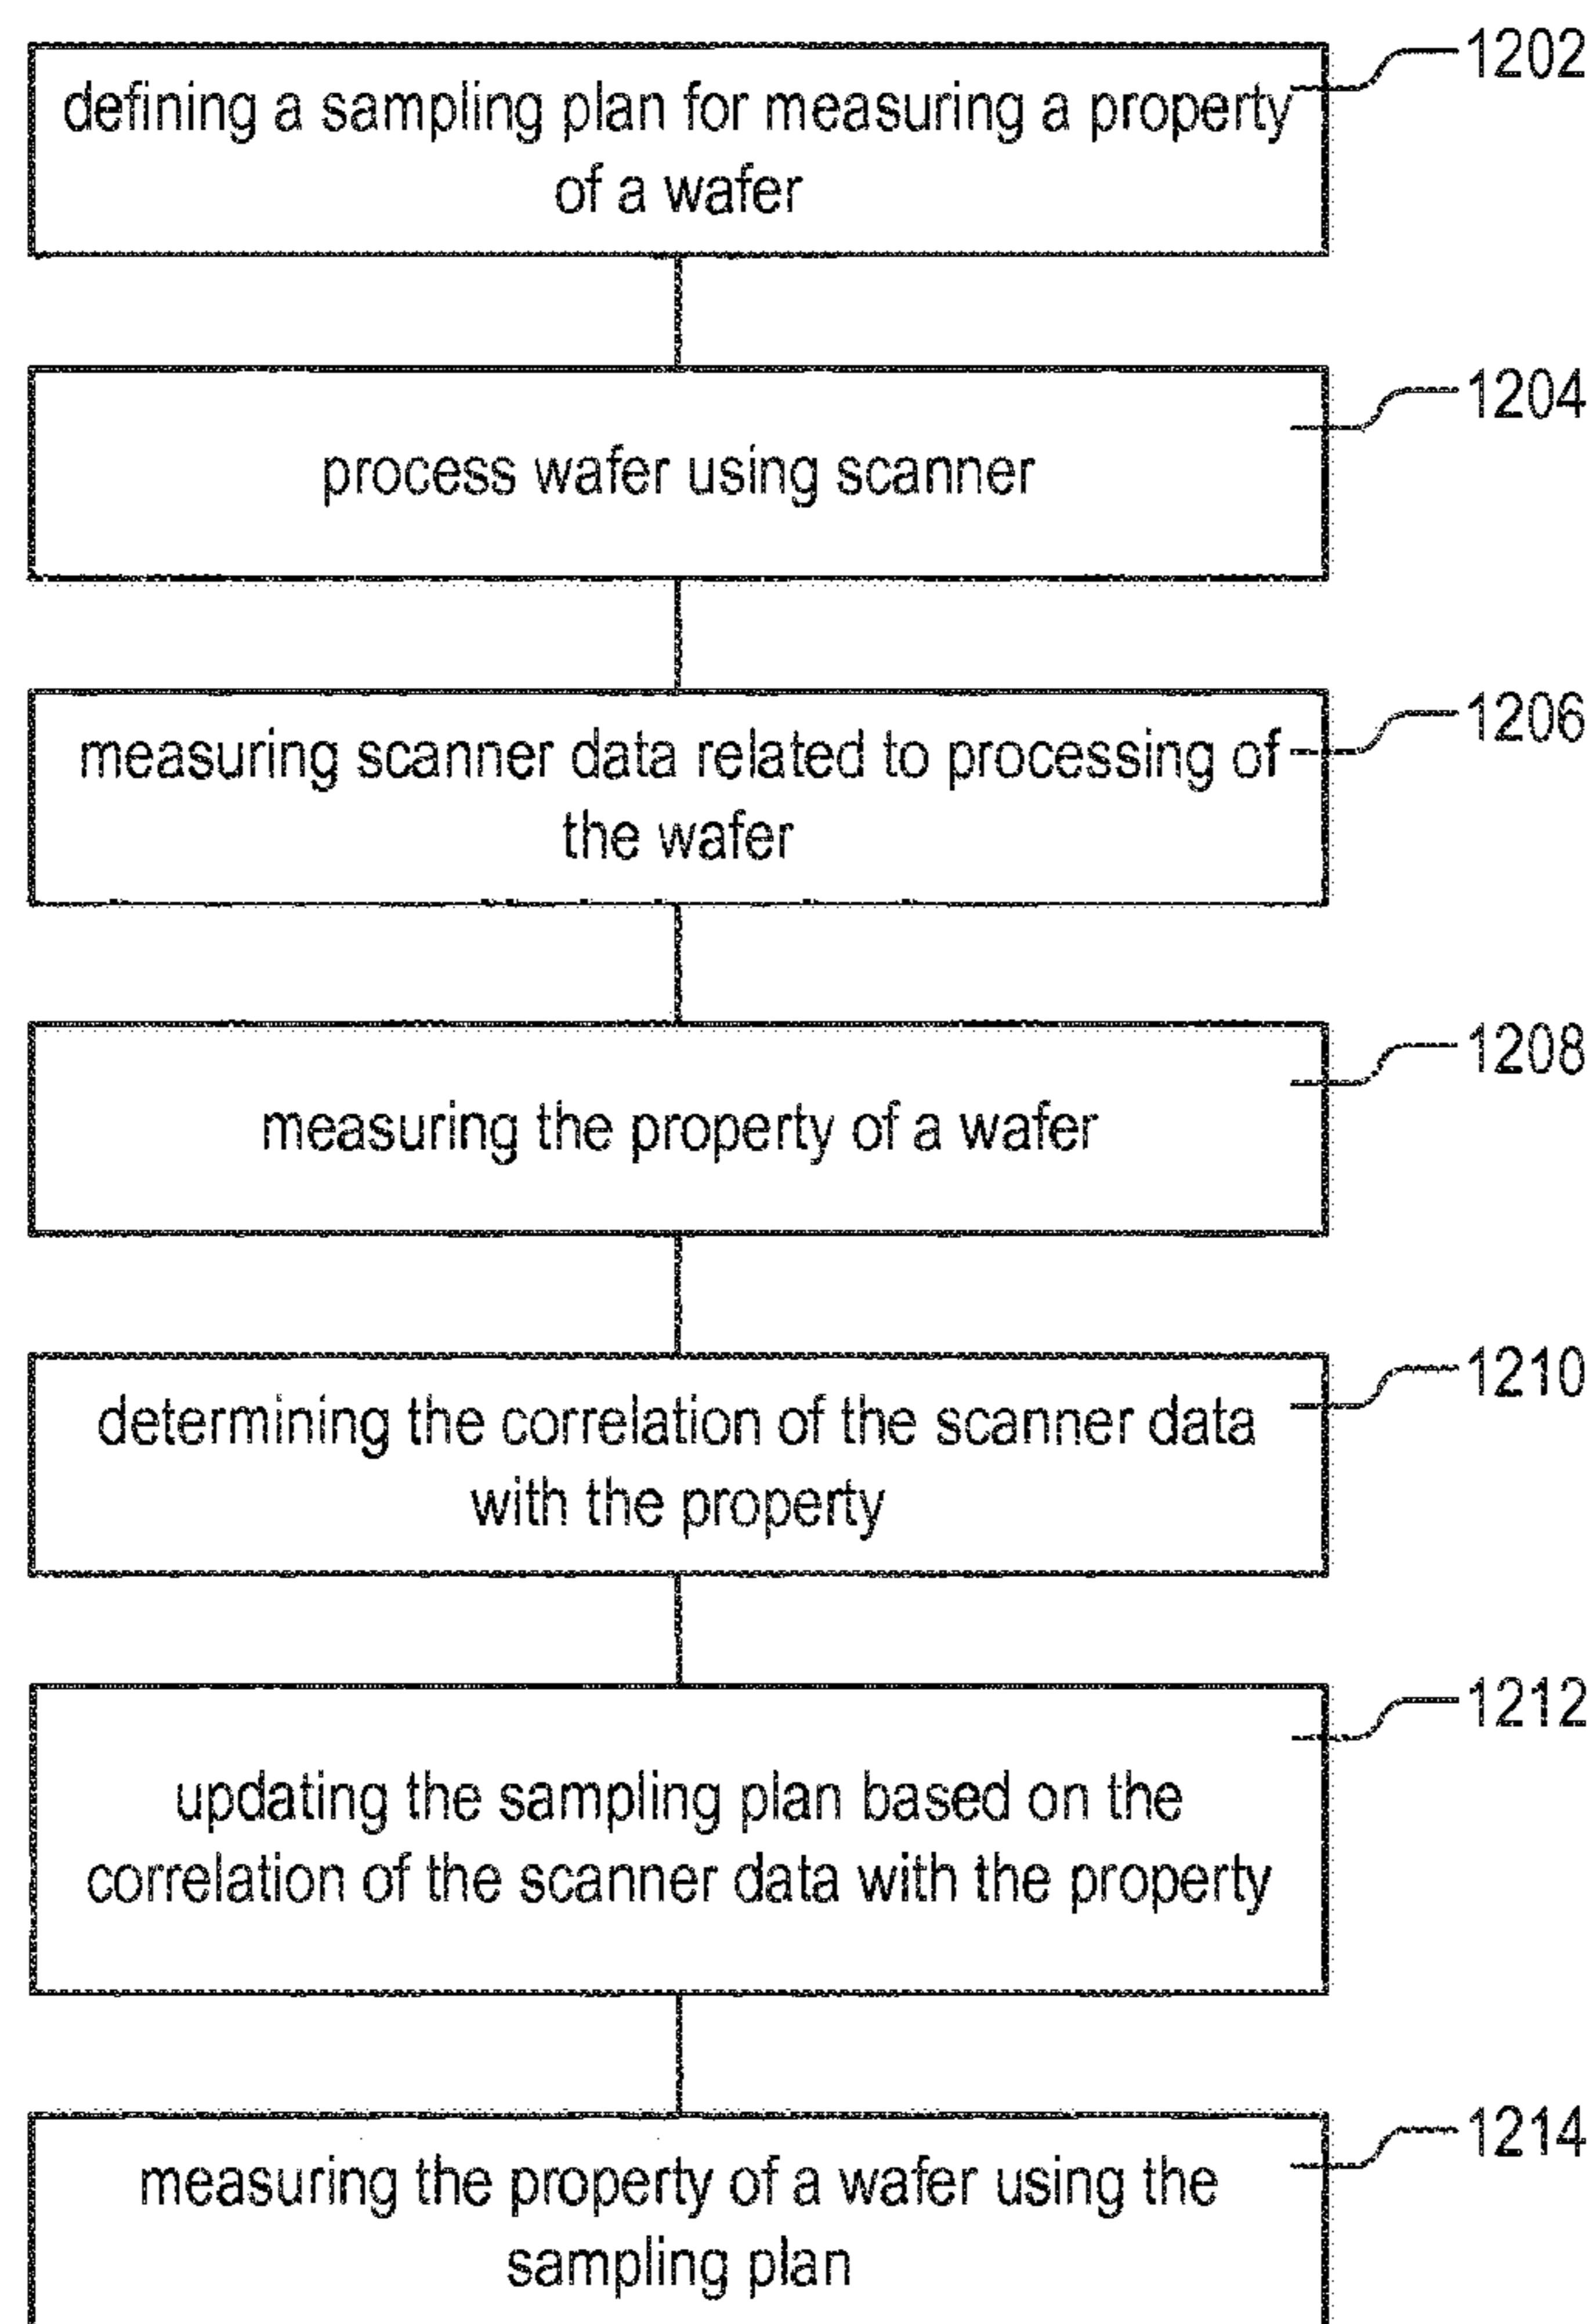 1202
defining a sampling plan for measuring a property
of a wafer
1204
process wafer using scanner
1206
measuring scanner data related to processing of
the wafer
1208
measuring the property of a wafer
1210
determining the correlation of the scanner data
with the property
1212
updating the sampling plan based on the
correlation of the scanner data with the property
1214
measuring the property of a wafer using the
sampling plan